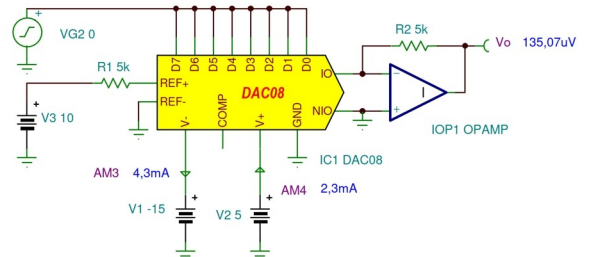 VG2 0
R2 5k
Vo 135,07uV
D7 D6 D5 D4 D3 D2 D1 D0
R1 5k
REF+
REF-
DAC08
IO
NIO
V-
COMP
V+
GND
V3 10
IOP1 OPAMP
IC1 DAC08
AM3 4,3mA
AM4 2,3mA
V1 -15
V2 5